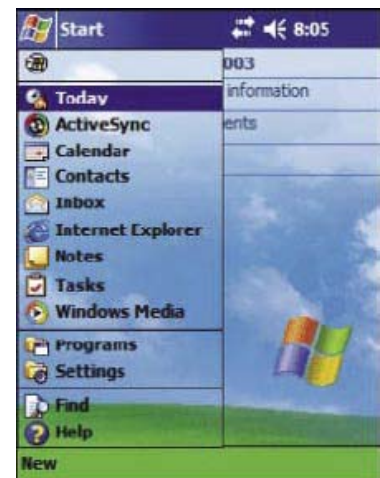 Start 8:05
003
Today
information
ActiveSync
ents
Calendar
Contacts
Inbox
Internet Explorer
Notes
Tasks
Windows Media
Programs
Settings
Find
Help
New